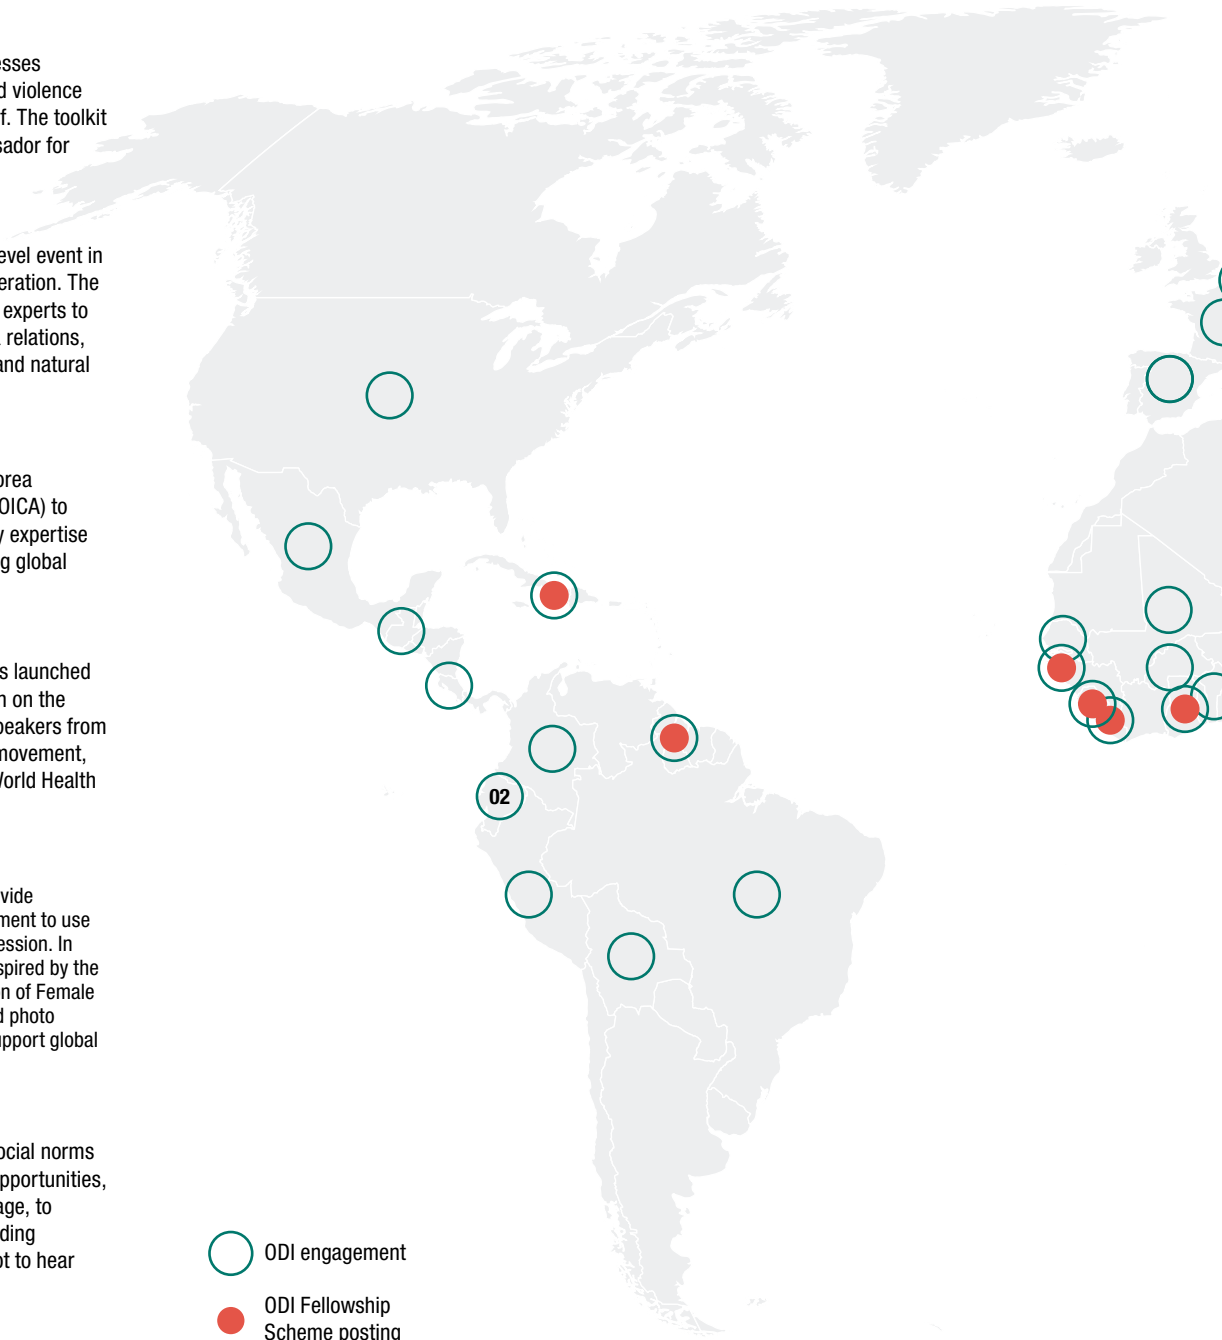 esses
d violence
f. The toolkit
sador for
evel event in
eration. The
experts to
relations,
and natural
orea
OICA) to
y expertise
g global
s launched
n on the
peakers from
movement,
World Health
vide
ment to use
ession. In
spired by the
n of Female
d photo
upport global
ocial norms
opportunities,
age, to
ding
ot to hear
02
ODI engagement
ODI Fellowship
Scheme posting